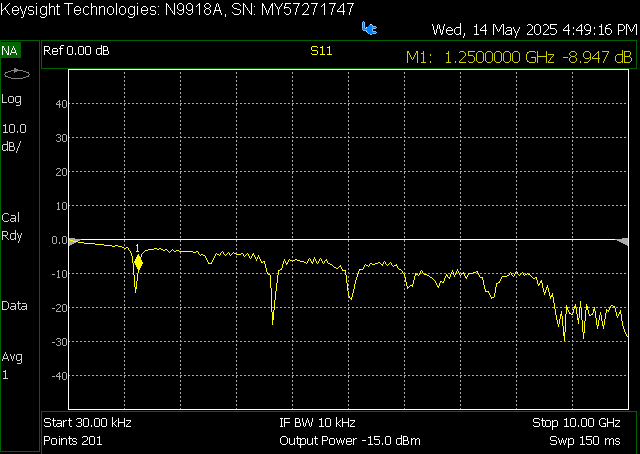 Keysight Technologies: N9918A, SN: MY57271747
Wed, 14 May 2025 4:49:16 PM
NA
Ref 0.00 dB
S11
M1: 1.2500000 GHz -8.947 dB
Log
10.0
dB/
Cal
Rdy
Data
Avg
1
40
30
20
10
0.0
-10
-20
-30
-40
1
Start 30.00 kHz
IF BW 10 kHz
Stop 10.00 GHz
Points 201
Output Power -15.0 dBm
Swp 150 ms